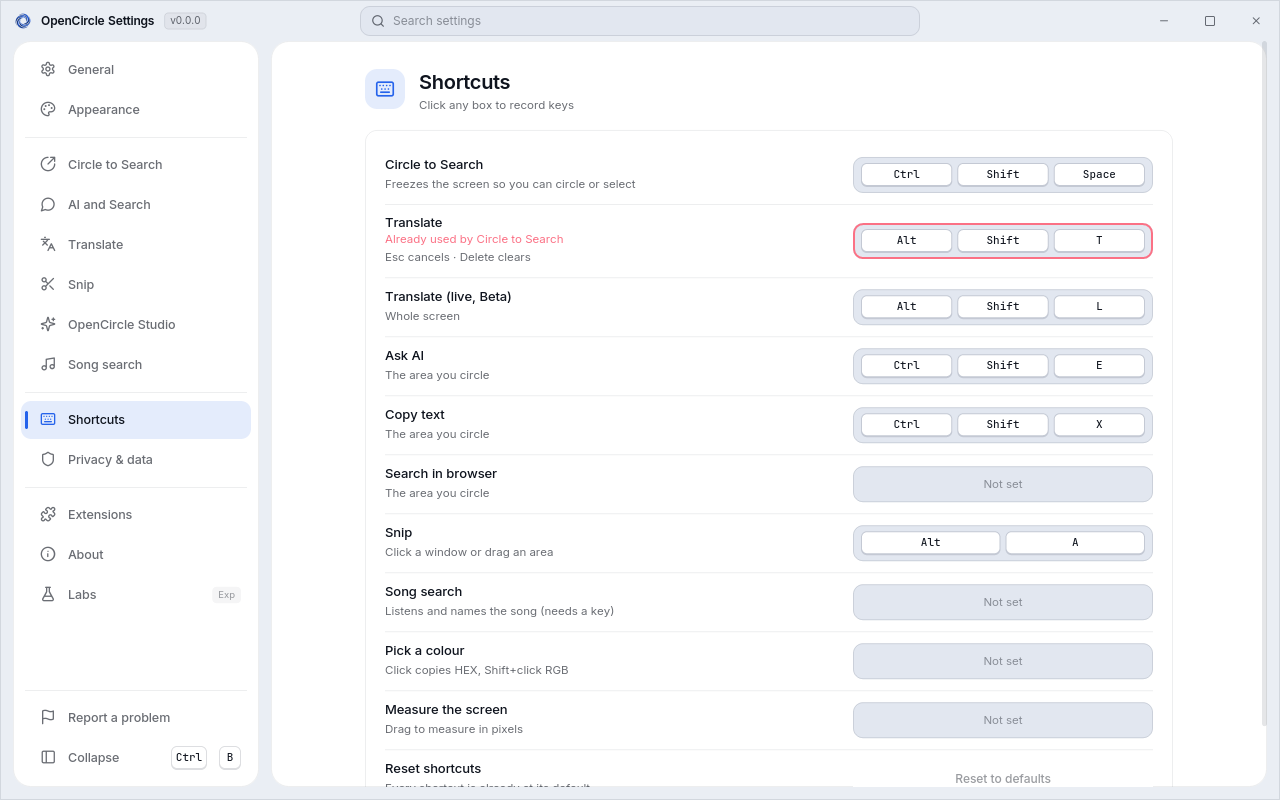 OpenCircle Settings v0.0.0
Search settings
General
Appearance
Circle to Search
AI and Search
Translate
Snip
OpenCircle Studio
Song search
Shortcuts
Privacy & data
Extensions
About
Labs Exp
Report a problem
Collapse Ctrl B
Shortcuts
Click any box to record keys
Circle to Search
Freezes the screen so you can circle or select
Ctrl Shift Space
Translate
Already used by Circle to Search
Esc cancels · Delete clears
Alt Shift T
Translate (live, Beta)
Whole screen
Alt Shift L
Ask AI
The area you circle
Ctrl Shift E
Copy text
The area you circle
Ctrl Shift X
Search in browser
The area you circle
Not set
Snip
Click a window or drag an area
Alt A
Song search
Listens and names the song (needs a key)
Not set
Pick a colour
Click copies HEX, Shift+click RGB
Not set
Measure the screen
Drag to measure in pixels
Not set
Reset shortcuts
Every shortcut is already at its default
Reset to defaults